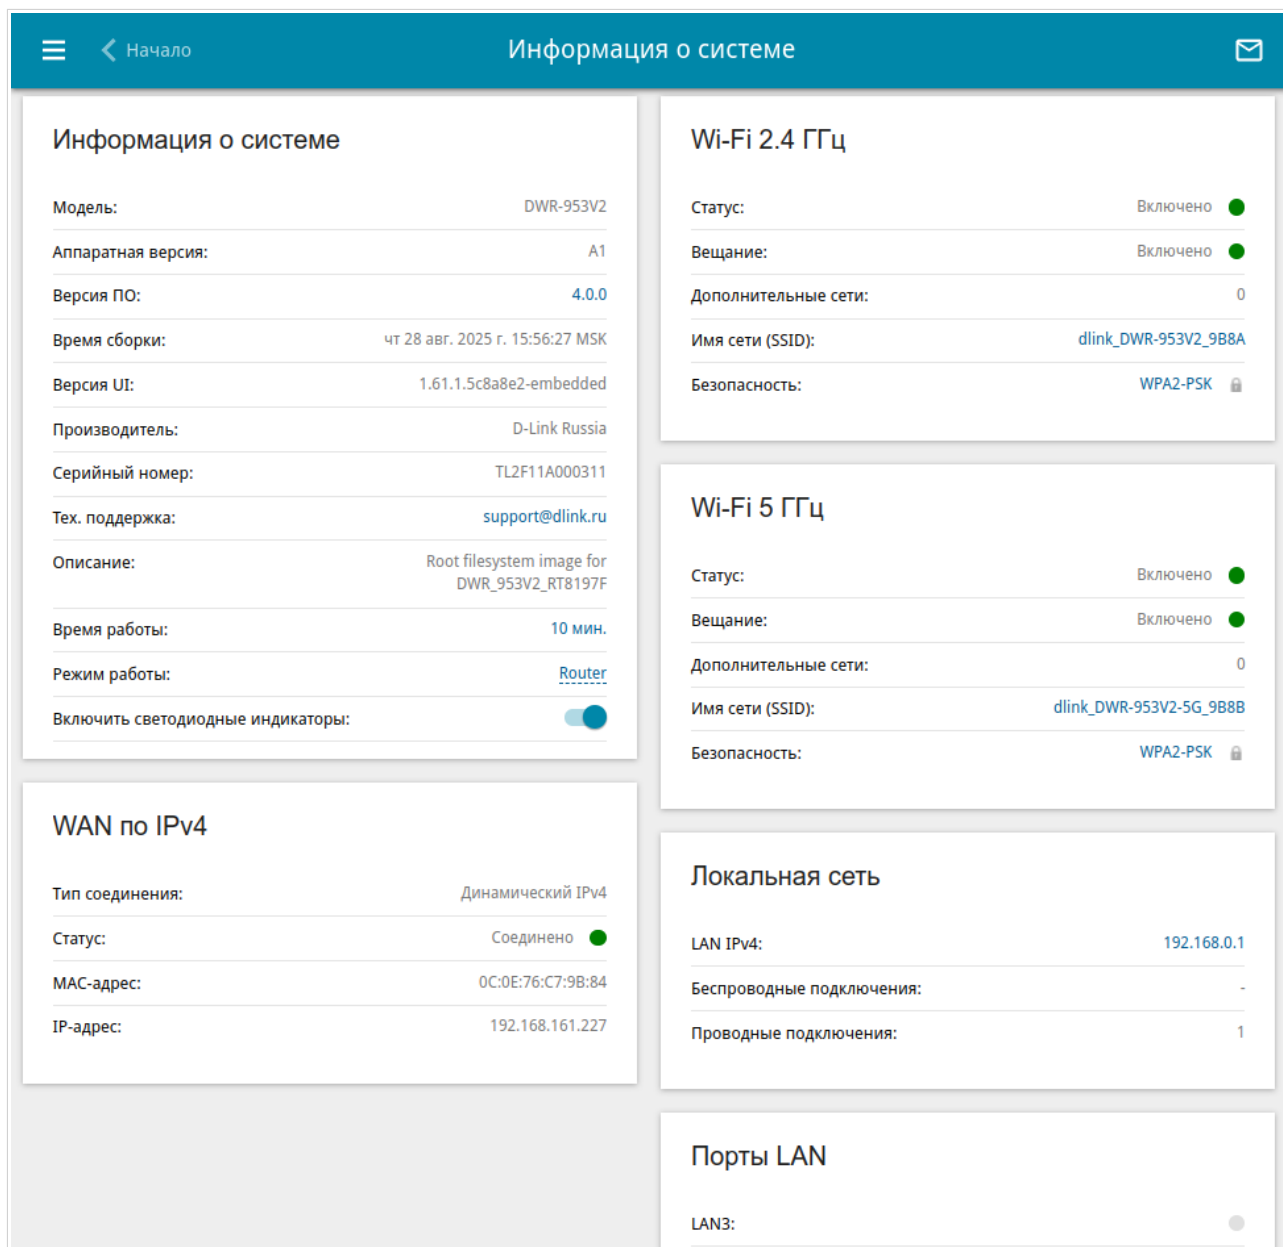 Начало
Информация о системе
Информация о системе
Модель: DWR-953V2
Аппаратная версия: A1
Версия ПО: 4.0.0
Время сборки: чт 28 авг. 2025 г. 15:56:27 MSK
Версия UI: 1.61.1.5c8a8e2-embedded
Производитель: D-Link Russia
Серийный номер: TL2F11A000311
Тех. поддержка: support@dlink.ru
Описание: Root filesystem image for
DWR_953V2_RT8197F
Время работы: 10 мин.
Режим работы: Router
Включить светодиодные индикаторы:
WAN по IPv4
Тип соединения: Динамический IPv4
Статус: Соединено
MAC-адрес: 0C:0E:76:C7:9B:84
IP-адрес: 192.168.161.227
Wi-Fi 2.4 ГГц
Статус: Включено
Вещание: Включено
Дополнительные сети: 0
Имя сети (SSID): dlink_DWR-953V2_9B8A
Безопасность: WPA2-PSK
Wi-Fi 5 ГГц
Статус: Включено
Вещание: Включено
Дополнительные сети: 0
Имя сети (SSID): dlink_DWR-953V2-5G_9B8B
Безопасность: WPA2-PSK
Локальная сеть
LAN IPv4: 192.168.0.1
Беспроводные подключения: -
Проводные подключения: 1
Порты LAN
LAN3: